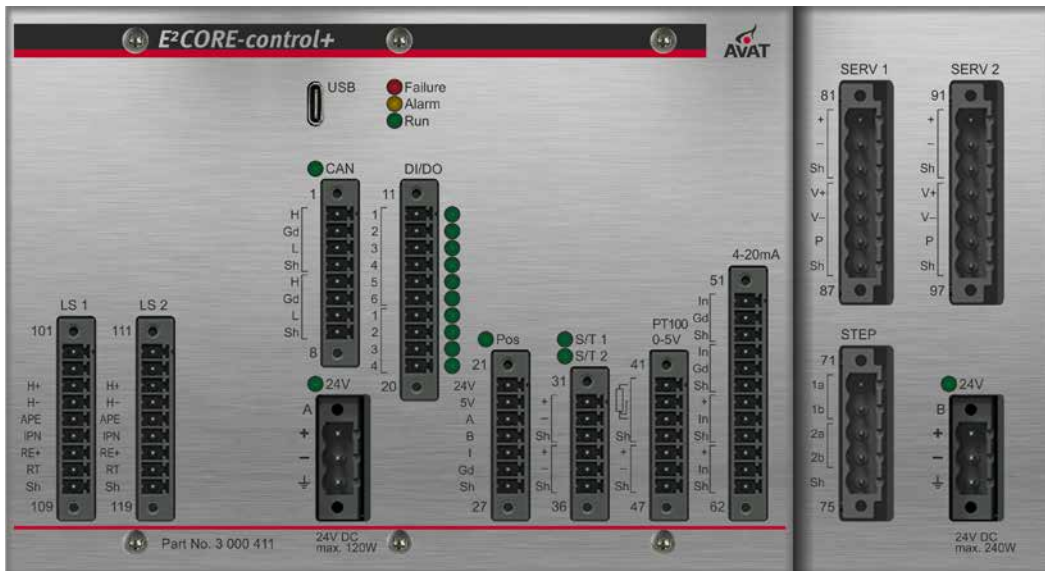 E²CORE-control+
AVAT
USB
Failure
Alarm
Run
SERV 1
81
+
–
Sh
V+
V–
P
Sh
87
SERV 2
91
+
–
Sh
V+
V–
P
Sh
97
CAN
1
H
Gd
L
Sh
H
Gd
L
Sh
8
DI/DO
11
1
2
3
4
5
6
1
2
3
4
20
LS 1
101
H+
H–
APE
IPN
RE+
RT
Sh
109
LS 2
111
H+
H–
APE
IPN
RE+
RT
Sh
119
24V
A
+
–
24V DC
max. 120W
Pos
21
24V
5V
A
B
I
Gd
Sh
27
S/T 1
S/T 2
31
+
–
Sh
+
–
Sh
36
PT100
0-5V
41
Sh
+
–
Sh
47
4-20mA
51
In
Gd
Sh
In
Gd
Sh
+
In
Sh
+
In
Sh
62
STEP
71
1a
1b
2a
2b
Sh
75
24V
B
+
–
24V DC
max. 240W
Part No. 3 000 411